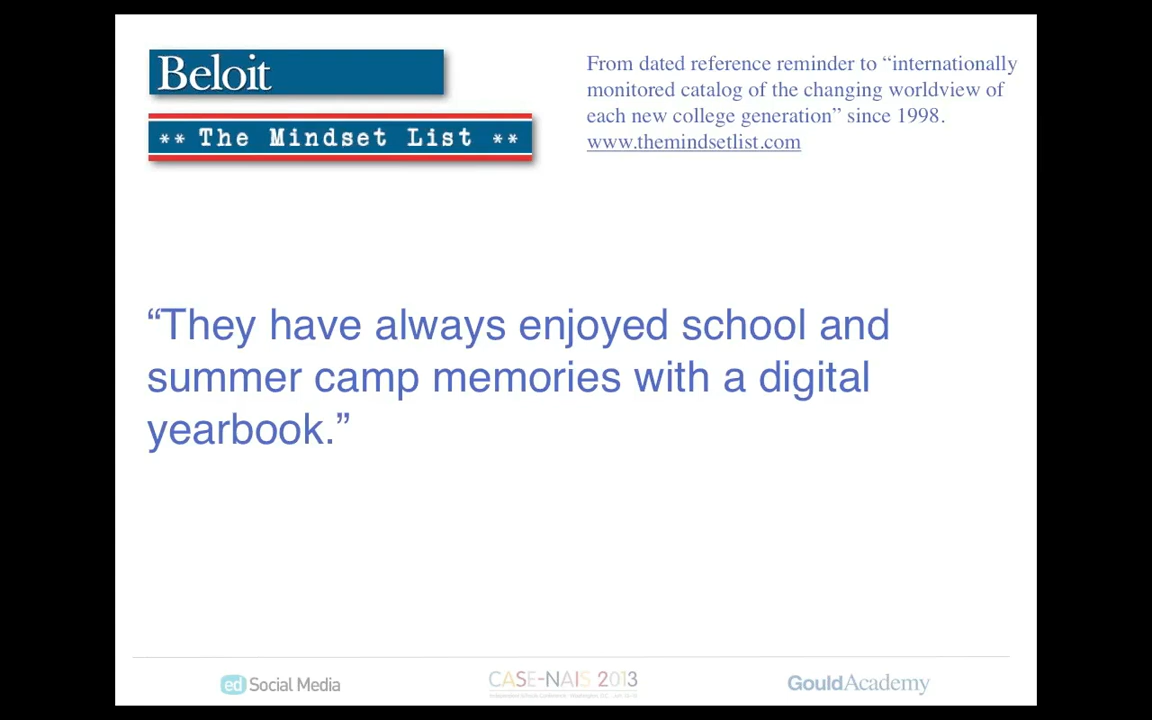 Beloit
** The Mindset List **
From dated reference reminder to “internationally
monitored catalog of the changing worldview of
each new college generation” since 1998.
www.themindsetlist.com
“They have always enjoyed school and
summer camp memories with a digital
yearbook.”
ed Social Media
CASE-NAIS 2013
GouldAcademy